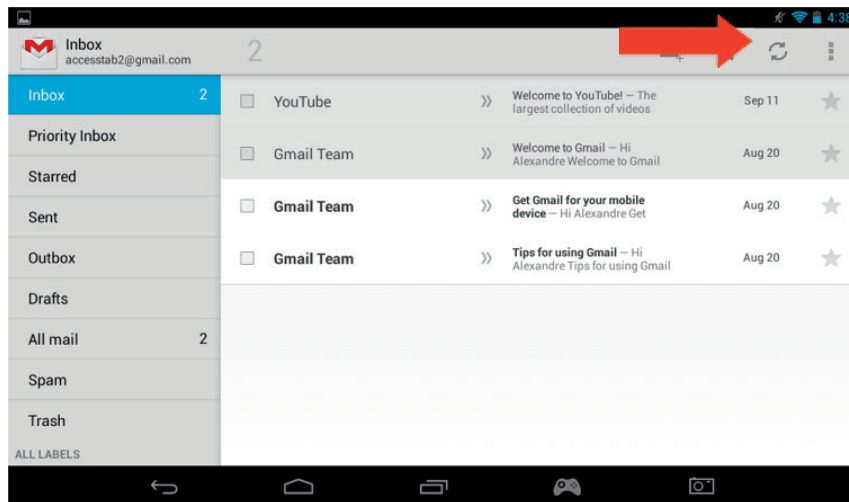 4:38
Inbox
accesstab2@gmail.com
2
Inbox 2
Priority Inbox
Starred
Sent
Outbox
Drafts
All mail 2
Spam
Trash
ALL LABELS
YouTube » Welcome to YouTube! — The Sep 11
largest collection of videos
Gmail Team » Welcome to Gmail — Hi Aug 20
Alexandre Welcome to Gmail
Gmail Team » Get Gmail for your mobile Aug 20
device — Hi Alexandre Get
Gmail Team » Tips for using Gmail — Hi Aug 20
Alexandre Tips for using Gmail